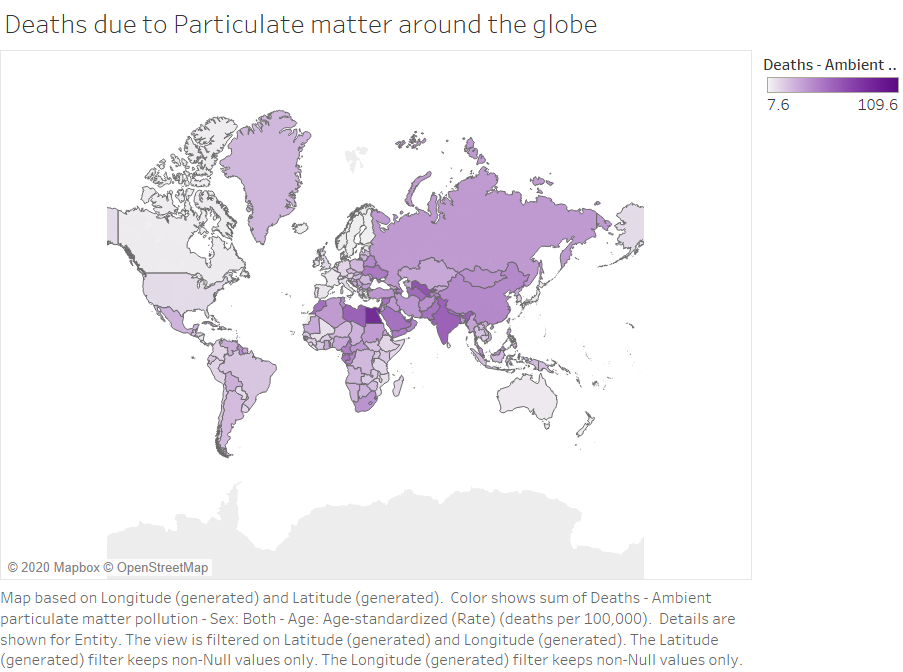 Deaths due to Particulate matter around the globe
Deaths - Ambient ..
7.6 109.6
© 2020 Mapbox © OpenStreetMap
Map based on Longitude (generated) and Latitude (generated). Color shows sum of Deaths - Ambient
particulate matter pollution - Sex: Both - Age: Age-standardized (Rate) (deaths per 100,000). Details are
shown for Entity. The view is filtered on Latitude (generated) and Longitude (generated). The Latitude
(generated) filter keeps non-Null values only. The Longitude (generated) filter keeps non-Null values only.